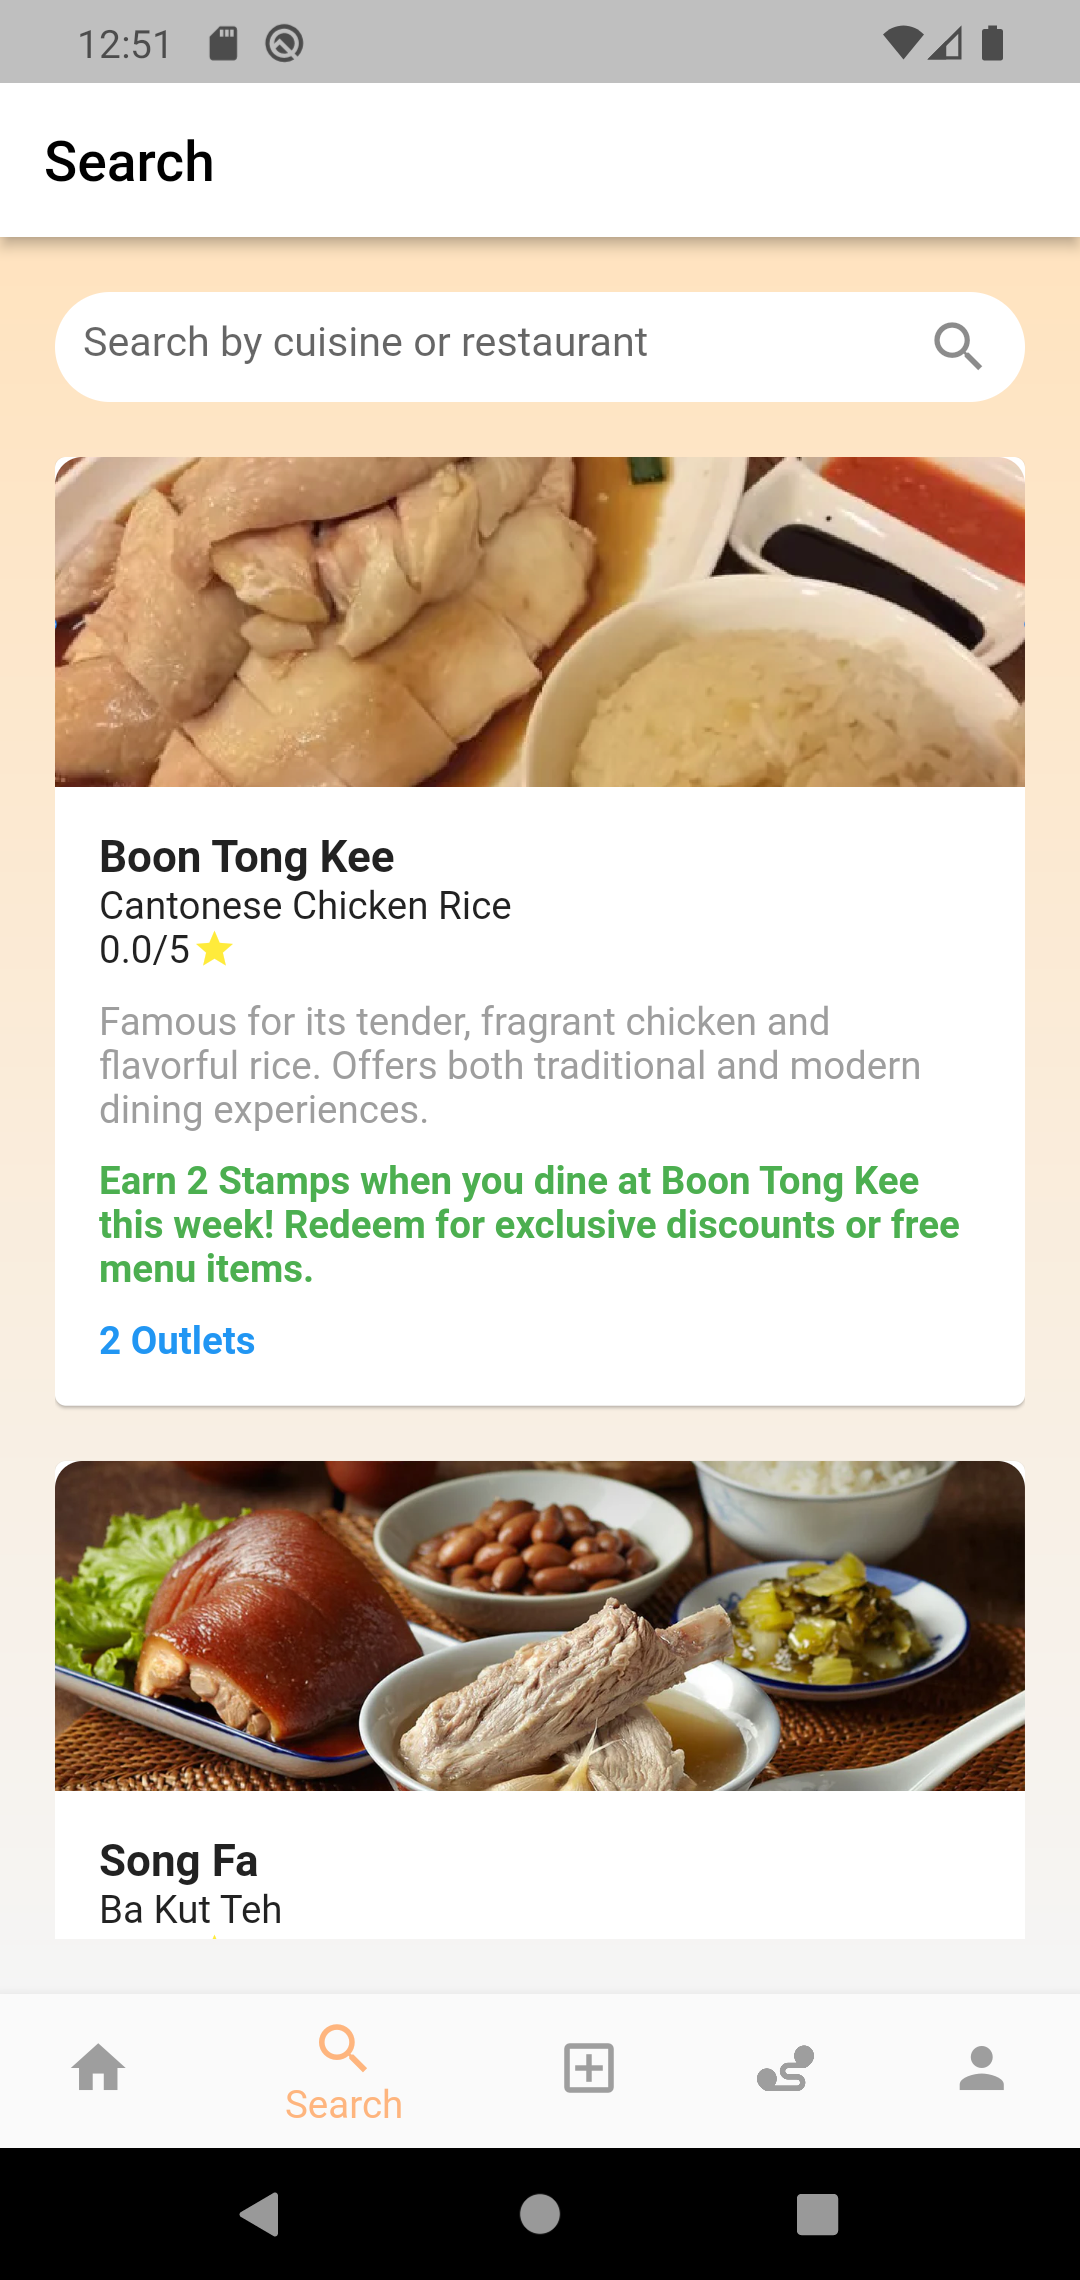 12:51
Search
Search by cuisine or restaurant
Boon Tong Kee
Cantonese Chicken Rice
0.0/5
Famous for its tender, fragrant chicken and
flavorful rice. Offers both traditional and modern
dining experiences.
Earn 2 Stamps when you dine at Boon Tong Kee
this week! Redeem for exclusive discounts or free
menu items.
2 Outlets
Song Fa
Ba Kut Teh
Search